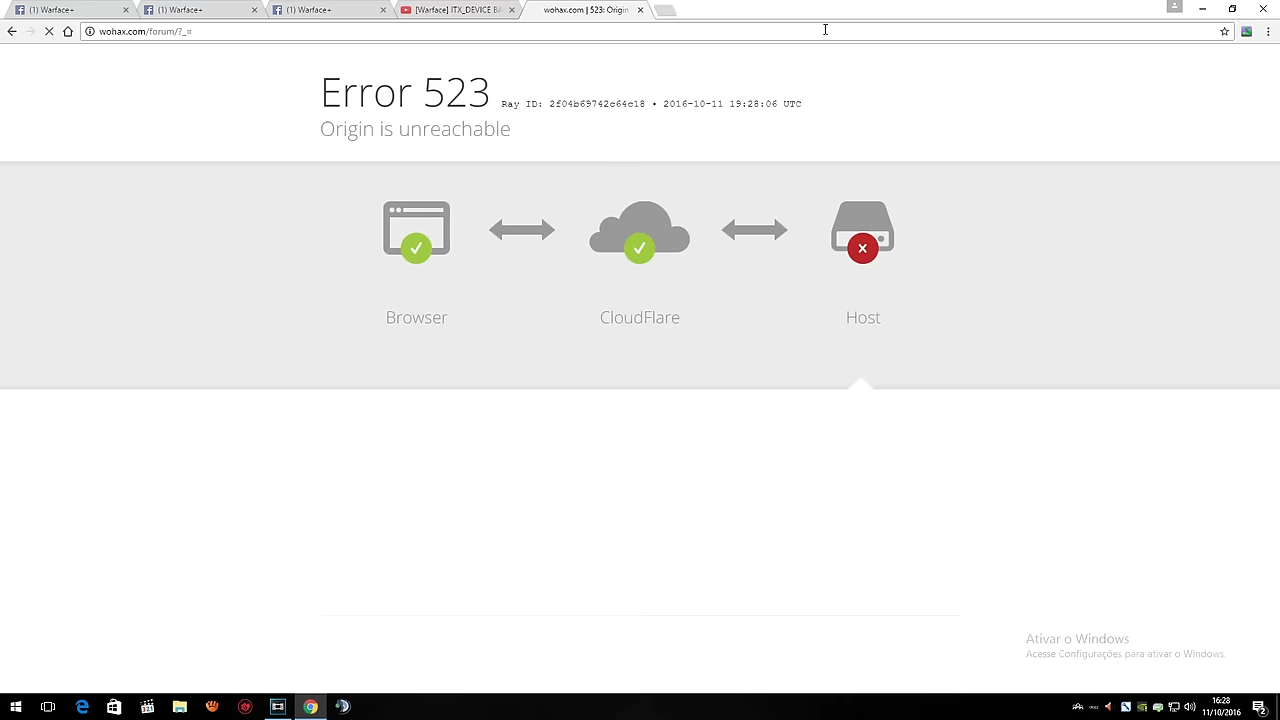 (1) Warface+
(1) Warface+
(1) Warface+
[Warface] ITX_DEVICE BA
wohax.com | 523: Origin
wohax.com/forum/?_=
Error 523 Ray ID: 2f04b69742c64c18 • 2016-10-11 19:28:06 UTC
Origin is unreachable
Browser
CloudFlare
Host
Ativar o Windows
Acesse Configurações para ativar o Windows.
16:28
11/10/2016
2